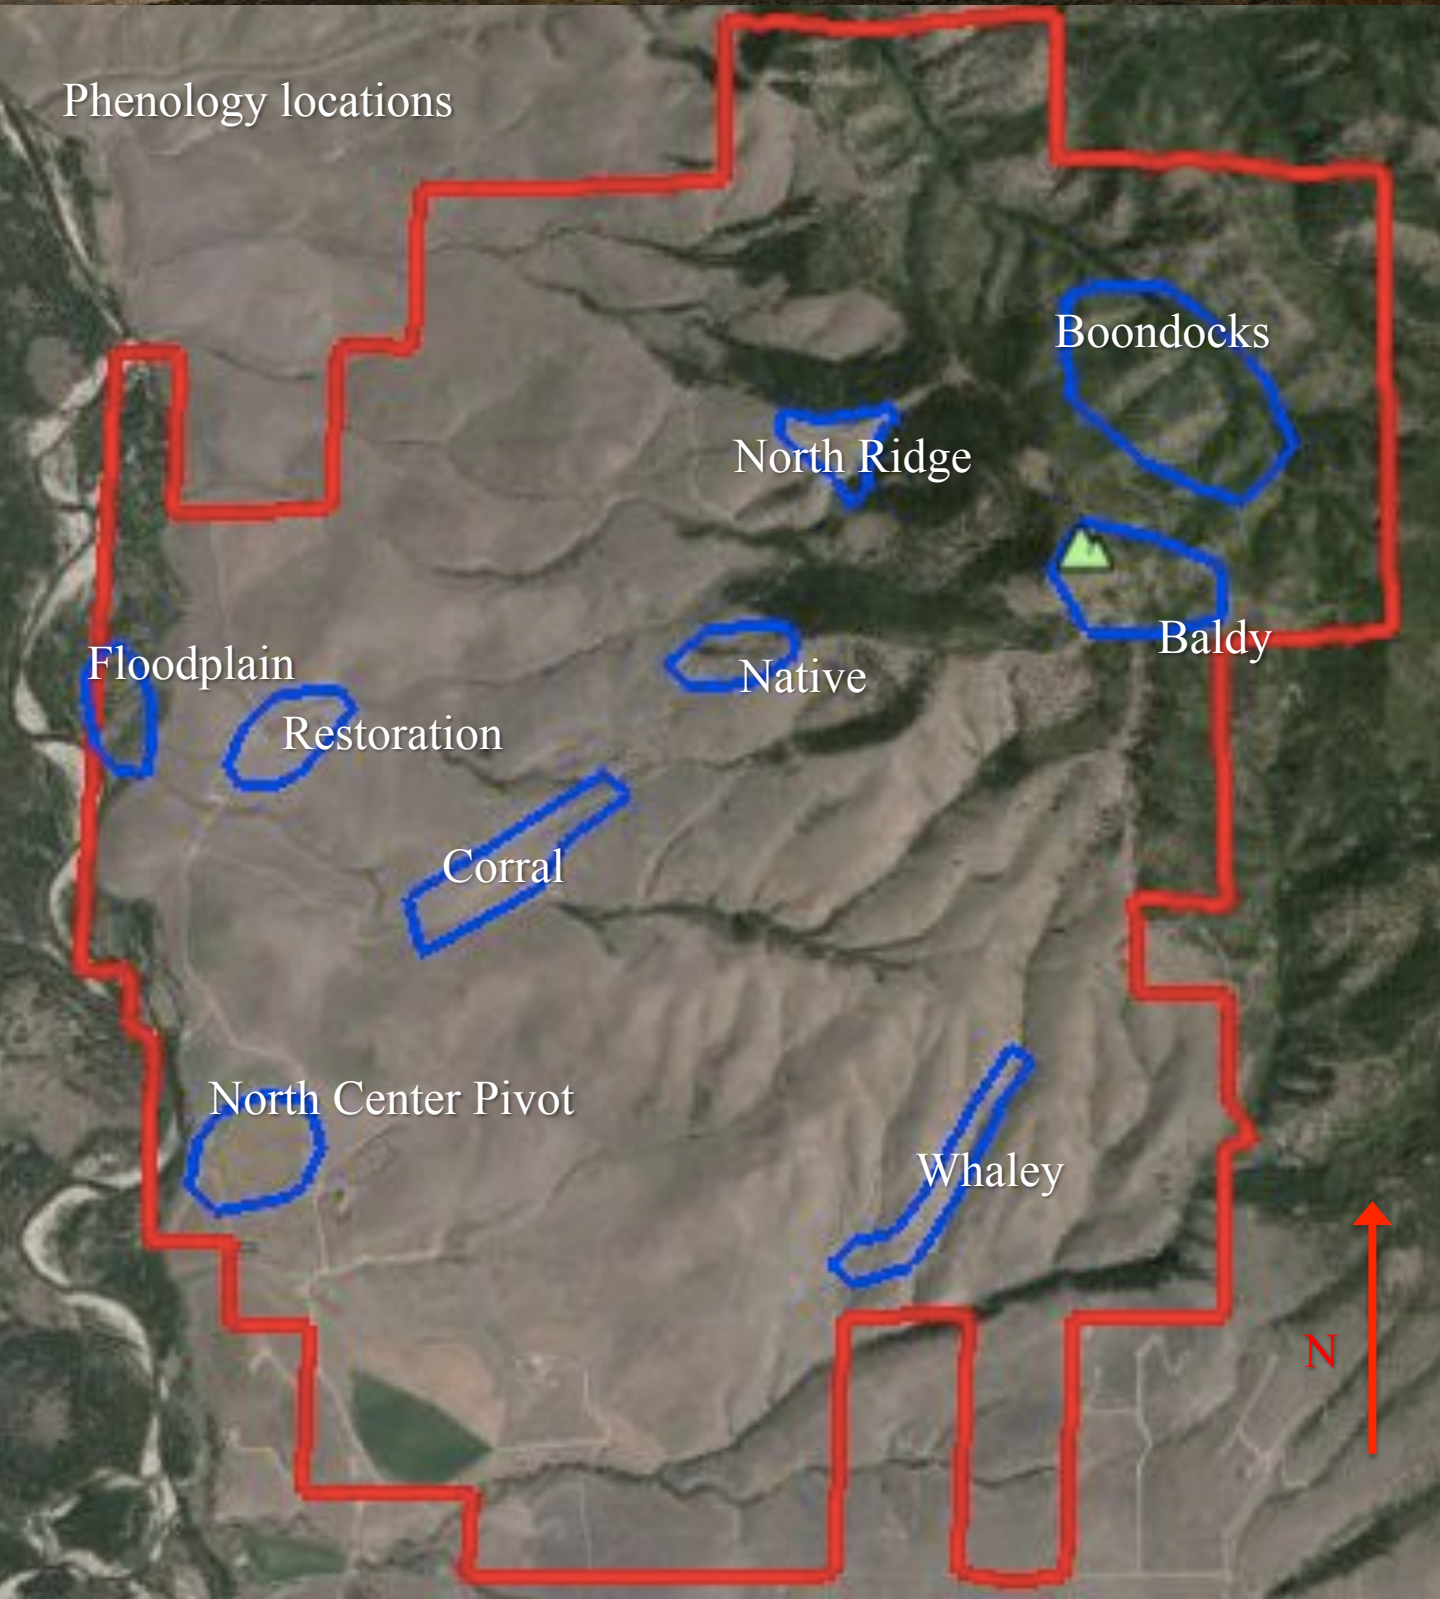 Phenology locations
Boondocks
North Ridge
Baldy
Floodplain
Native
Restoration
Corral
North Center Pivot
Whaley
N